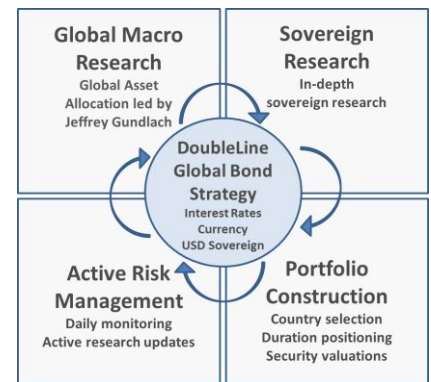 Global Macro
Research
Global Asset
Allocation led by
Jeffrey Gundlach
Sovereign
Research
In-depth
sovereign research
DoubleLine
Global Bond
Strategy
Interest Rates
Currency
USD Sovereign
Active Risk
Management
Daily monitoring
Active research updates
Portfolio
Construction
Country selection
Duration positioning
Security valuations